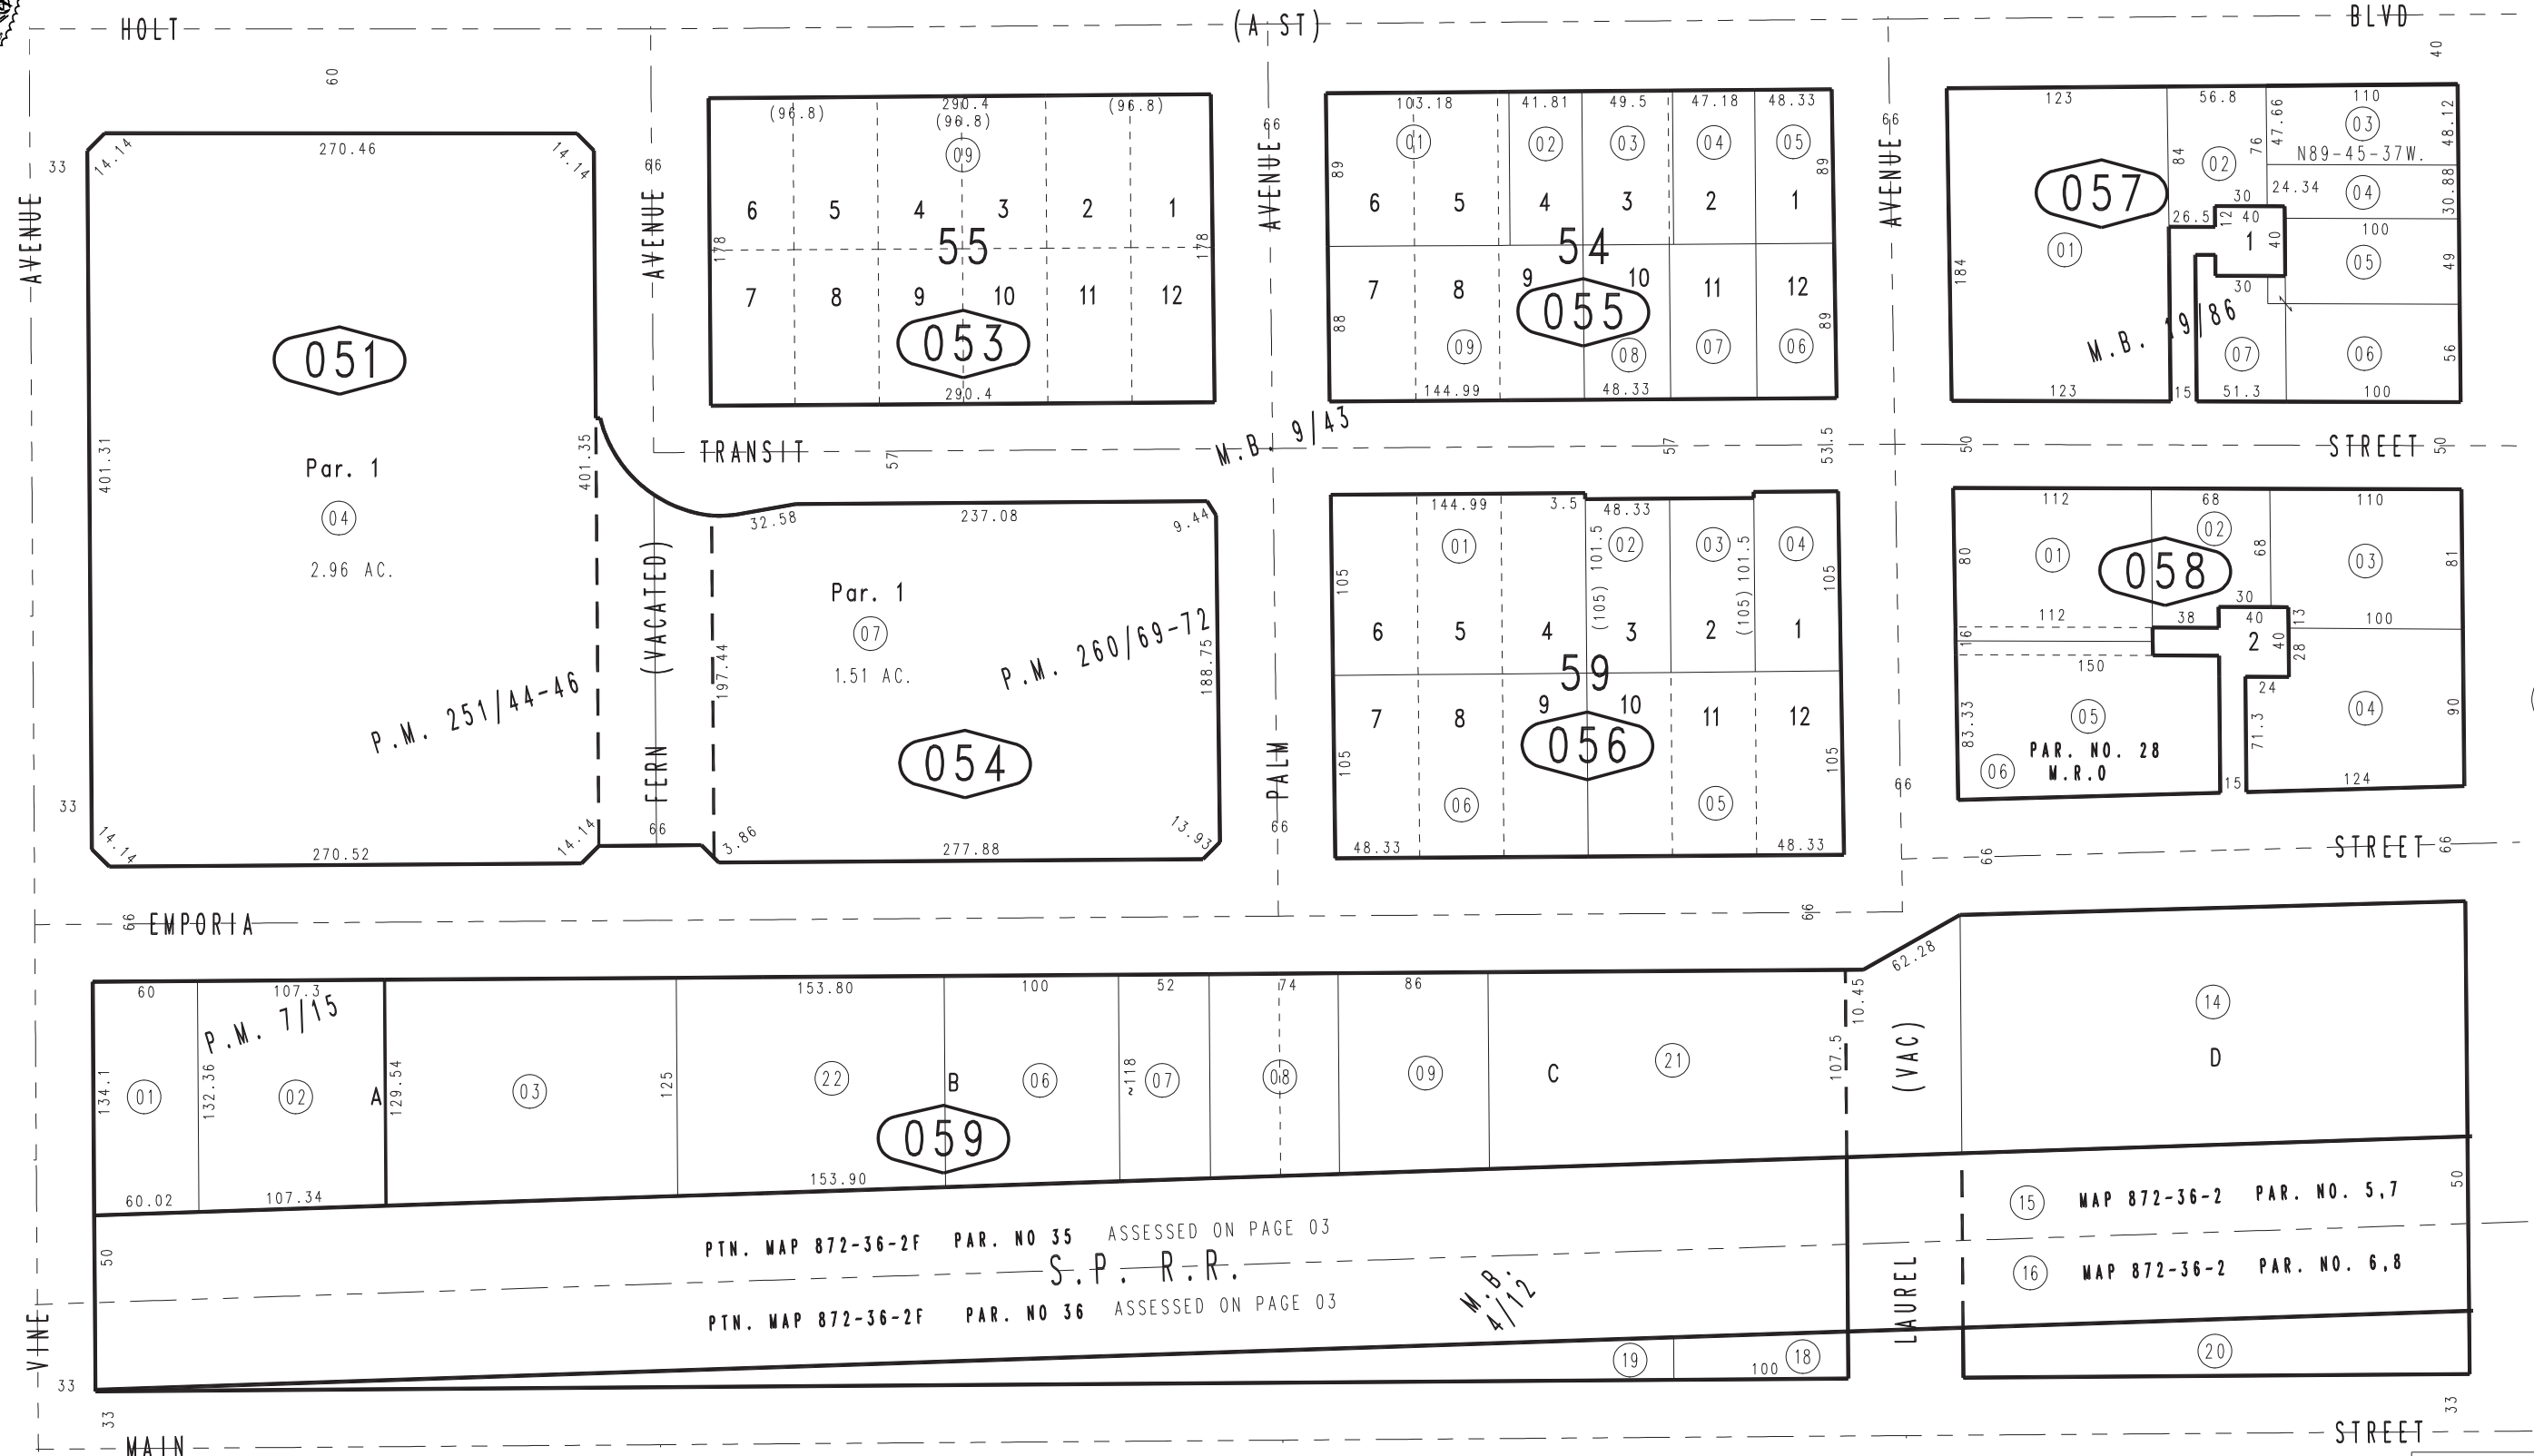 HOLT (A ST) BLVD
60 40
33 AVENUE
14.14 270.46 14.14
051
401.31 401.35
Par. 1
04
2.96 AC.
P.M. 251/44-46
33
14.14 270.52 14.14
66 AVENUE
(96.8) 290.4 (96.8)
(96.8)
09
6 5 4 3 2 1
178 55 178
7 8 9 10 11 12
053
290.4
66 AVENUE
103.18 41.81 49.5 47.18 48.33
89 01 02 03 04 05 89
6 5 4 3 2 1
54
7 8 9 10 11 12
88 055 89
09 08 07 06
144.99 48.33
66 AVENUE
123 56.8 110
47.66 03 48.12
84 02 76 N89-45-37W.
057 24.34 04 30.88
30
26.5 12 40 100
184 01 1 40 05 49
30
M.B. 19/86
07 06 56
123 15 51.3 100
TRANSIT 57 M.B. 9/43 57 53.5 50 STREET 50
32.58 237.08 9.44
Par. 1
07
1.51 AC.
197.44 188.75
P.M. 260/69-72
054
3.86 277.88 13.93
FERN (VACATED)
66
PALM
66
144.99 3.5 48.33
01 02 03 04
105 (105) 101.5 (105) 101.5 105
6 5 4 3 2 1
59
7 8 9 10 11 12
105 056 105
06 05
48.33 48.33
66
112 68 110
02
80 01 68 03 81
058
112 30
38 40 13 100
16 2 40 28
150
24
83.33 05 71.3 04 90
PAR. NO. 28
M.R.O
06
15 124
66 STREET 66
66 EMPORIA 66
60 107.3 153.80 100 52 74 86 62.28
P.M. 7/15
10.45
14
134.1 01 132.36 02 A 129.54 03 125 22 B 06 ~118 07 08 09 C 21 107.5 (VAC) D
059
60.02 107.34 153.90
50 15 MAP 872-36-2 PAR. NO. 5,7 50
PTN. MAP 872-36-2F PAR. NO 35 ASSESSED ON PAGE 03
S.P. R.R.
16 MAP 872-36-2 PAR. NO. 6,8
PTN. MAP 872-36-2F PAR. NO 36 ASSESSED ON PAGE 03
M.B.
4/12
VINE LAUREL
19 100 18 20
33
33 33
MAIN STREET